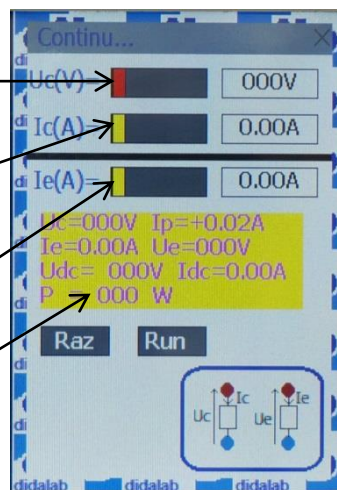 Continu...
Uc(V)= 000V
Ic(A)= 0.00A
Ie(A)= 0.00A
Uc=000V Ip=+0.02A
Ie=0.00A Ue=000V
Udc= 000V Idc=0.00A
P = 000 W
Raz Run
Ic Ie
Uc Ue
didalab didalab didalab